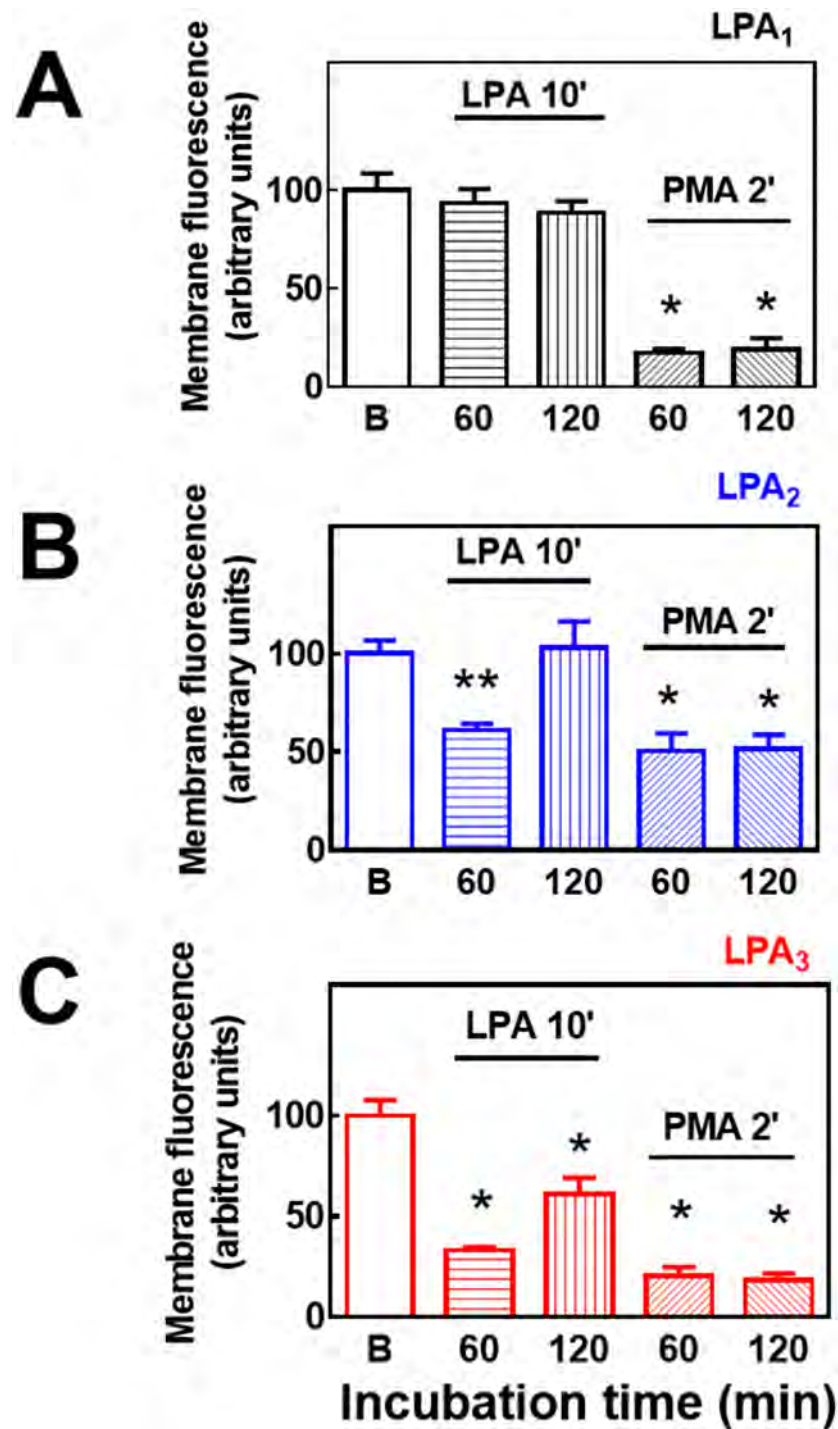 A
LPA₁
Membrane fluorescence
(arbitrary units)
LPA 10'
PMA 2'
100
50
0
*
*
B
60
120
60
120
B
LPA₂
Membrane fluorescence
(arbitrary units)
LPA 10'
PMA 2'
100
50
0
**
*
*
B
60
120
60
120
C
LPA₃
Membrane fluorescence
(arbitrary units)
LPA 10'
PMA 2'
100
50
0
*
*
*
*
B
60
120
60
120
Incubation time (min)